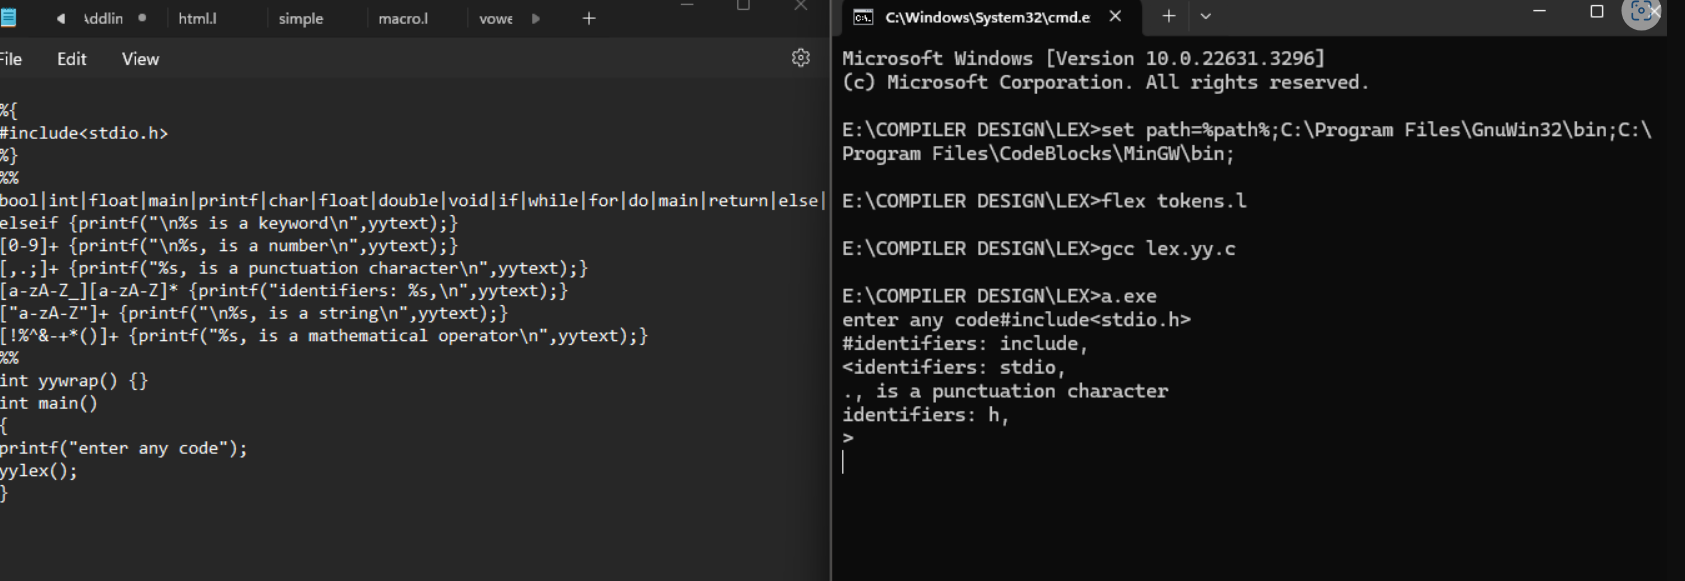 html.l simple macro.l
File Edit View
%{
#include<stdio.h>
%}
%%
bool|int|float|main|printf|char|float|double|void|if|while|for|do|main|return|else|
elseif {printf("\n%s is a keyword\n",yytext);}
[0-9]+ {printf("\n%s, is a number\n",yytext);}
[,.;]+ {printf("%s, is a punctuation character\n",yytext);}
[a-zA-Z_][a-zA-Z]* {printf("identifiers: %s,\n",yytext);}
["a-zA-Z"]+ {printf("\n%s, is a string\n",yytext);}
[!%^&-+*()]+ {printf("%s, is a mathematical operator\n",yytext);}
%%
int yywrap() {}
int main()
{
printf("enter any code");
yylex();
}
C:\Windows\System32\cmd.e
Microsoft Windows [Version 10.0.22631.3296]
(c) Microsoft Corporation. All rights reserved.
E:\COMPILER DESIGN\LEX>set path=%path%;C:\Program Files\GnuWin32\bin;C:\
Program Files\CodeBlocks\MinGW\bin;
E:\COMPILER DESIGN\LEX>flex tokens.l
E:\COMPILER DESIGN\LEX>gcc lex.yy.c
E:\COMPILER DESIGN\LEX>a.exe
enter any code#include<stdio.h>
#identifiers: include,
<identifiers: stdio,
., is a punctuation character
identifiers: h,
>